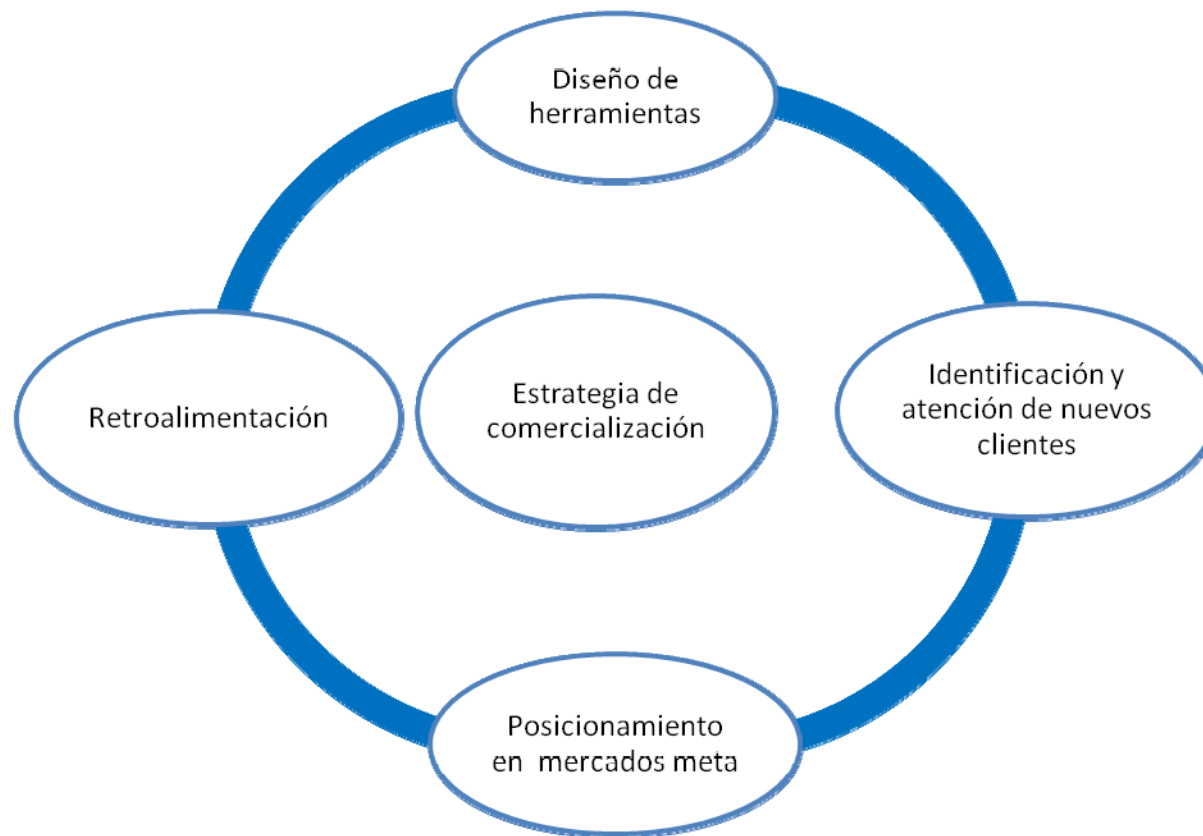 Diseño de
herramientas
Retroalimentación
Estrategia de
comercialización
Identificación y
atención de nuevos
clientes
Posicionamiento
en mercados meta